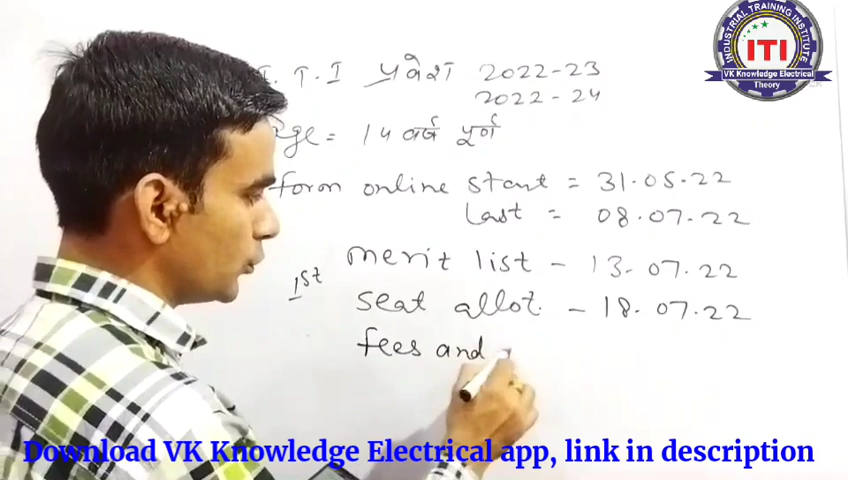 I. T. I प्रवेश 2022-23
2022-24
Age = 14 वर्ष पूर्ण
form online start = 31.05.22
Last = 08.07.22
1st merit list - 13.07.22
seat allot. - 18.07.22
fees and
INDUSTRIAL TRAINING INSTITUTE
ITI
VK Knowledge Electrical
Theory
Download VK Knowledge Electrical app, link in description